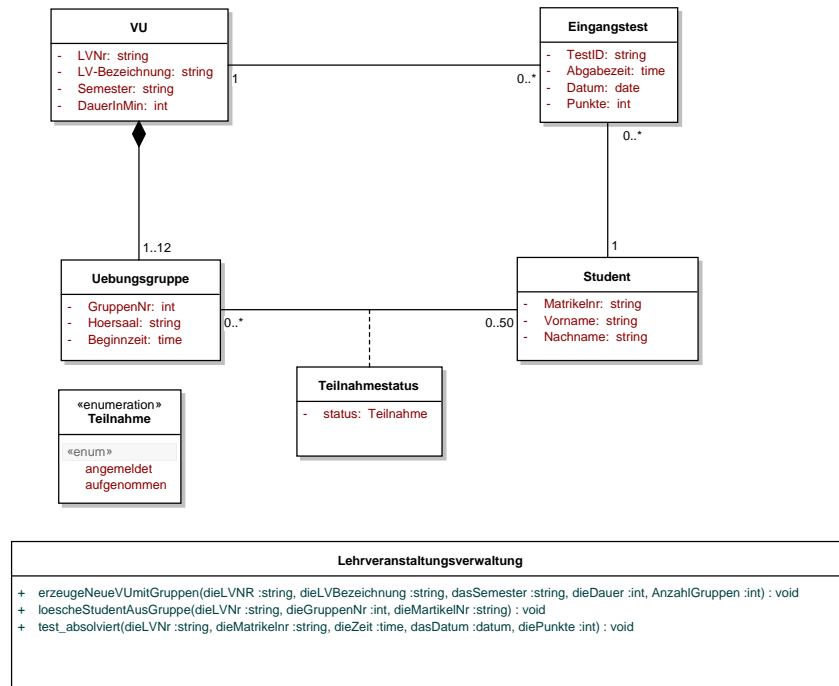 VU
- LVNr: string
- LV-Bezeichnung: string
- Semester: string
- DauerInMin: int
Eingangstest
- TestID: string
- Abgabezeit: time
- Datum: date
- Punkte: int
1
0..*
0..*
1..12
1
Uebungsgruppe
- GruppenNr: int
- Hoersaal: string
- Beginnzeit: time
Student
- Matrikelnr: string
- Vorname: string
- Nachname: string
0..*
0..50
Teilnahmestatus
- status: Teilnahme
«enumeration»
Teilnahme
«enum»
angemeldet
aufgenommen
Lehrveranstaltungsverwaltung
+ erzeugeNeueVUmitGruppen(dieLVNR :string, dieLVBezeichnung :string, dasSemester :string, dieDauer :int, AnzahlGruppen :int) : void
+ loescheStudentAusGruppe(dieLVNr :string, dieGruppenNr :int, dieMartikelNr :string) : void
+ test_absolviert(dieLVNr :string, dieMatrikelnr :string, dieZeit :time, dasDatum :datum, diePunkte :int) : void